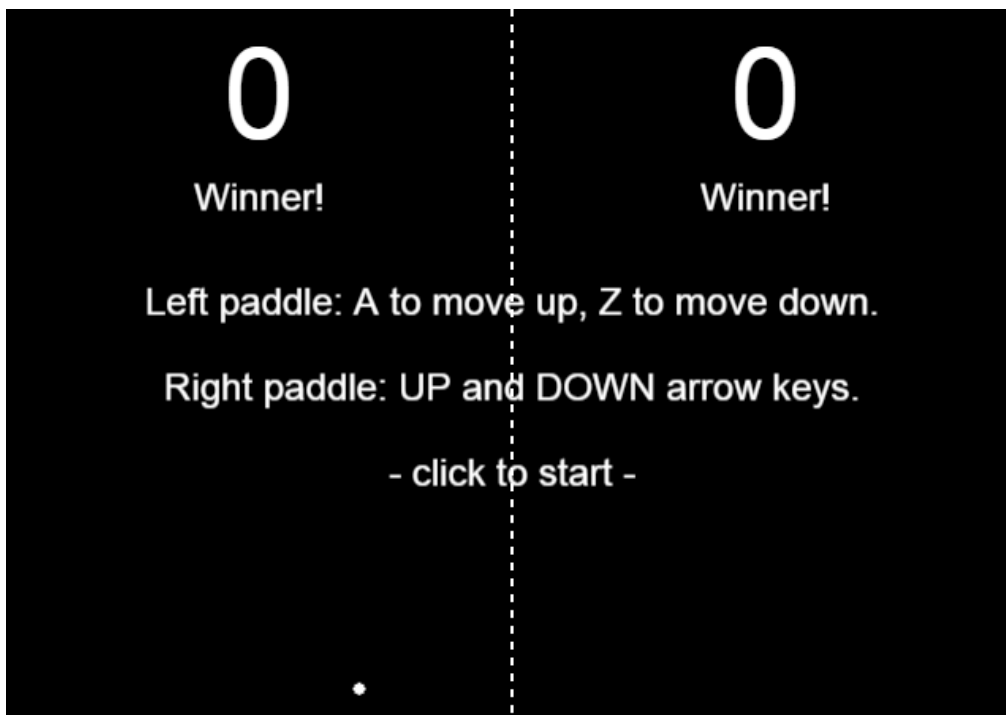 0 0
Winner! Winner!
Left paddle: A to move up, Z to move down.
Right paddle: UP and DOWN arrow keys.
- click to start -